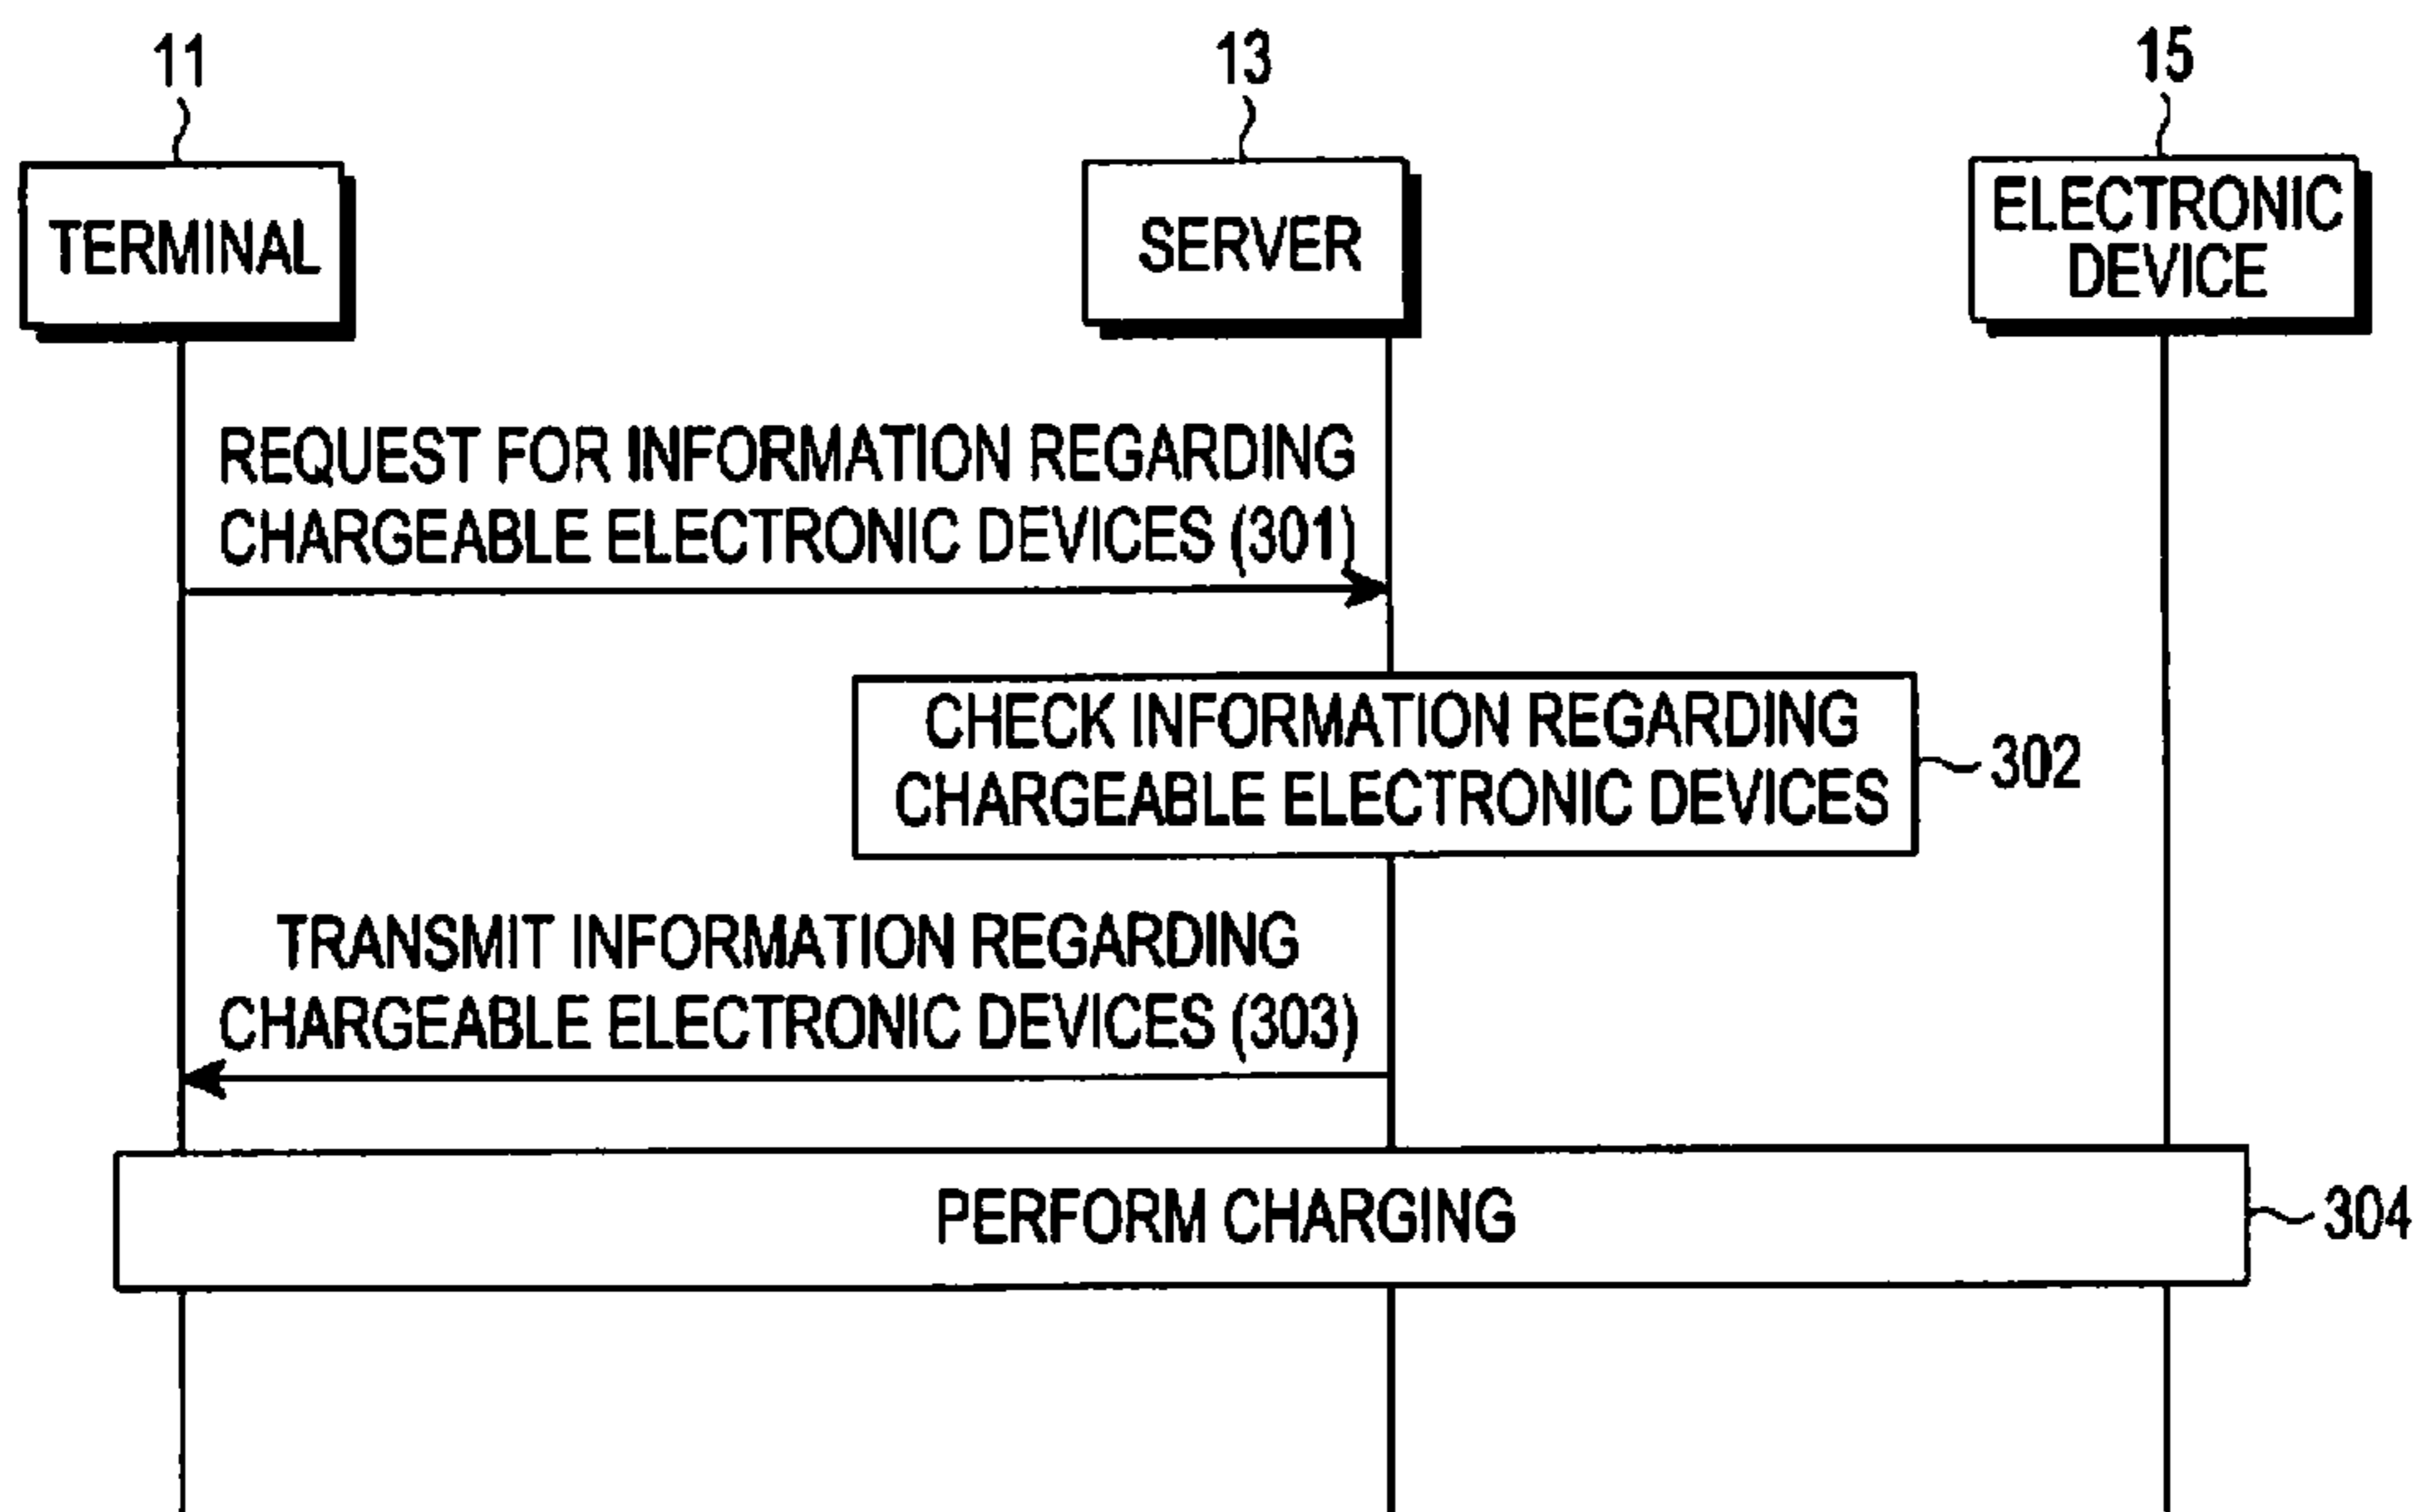 11
13
15
TERMINAL
SERVER
ELECTRONIC
DEVICE
REQUEST FOR INFORMATION REGARDING
CHARGEABLE ELECTRONIC DEVICES (301)
CHECK INFORMATION REGARDING
CHARGEABLE ELECTRONIC DEVICES
302
TRANSMIT INFORMATION REGARDING
CHARGEABLE ELECTRONIC DEVICES (303)
PERFORM CHARGING
304